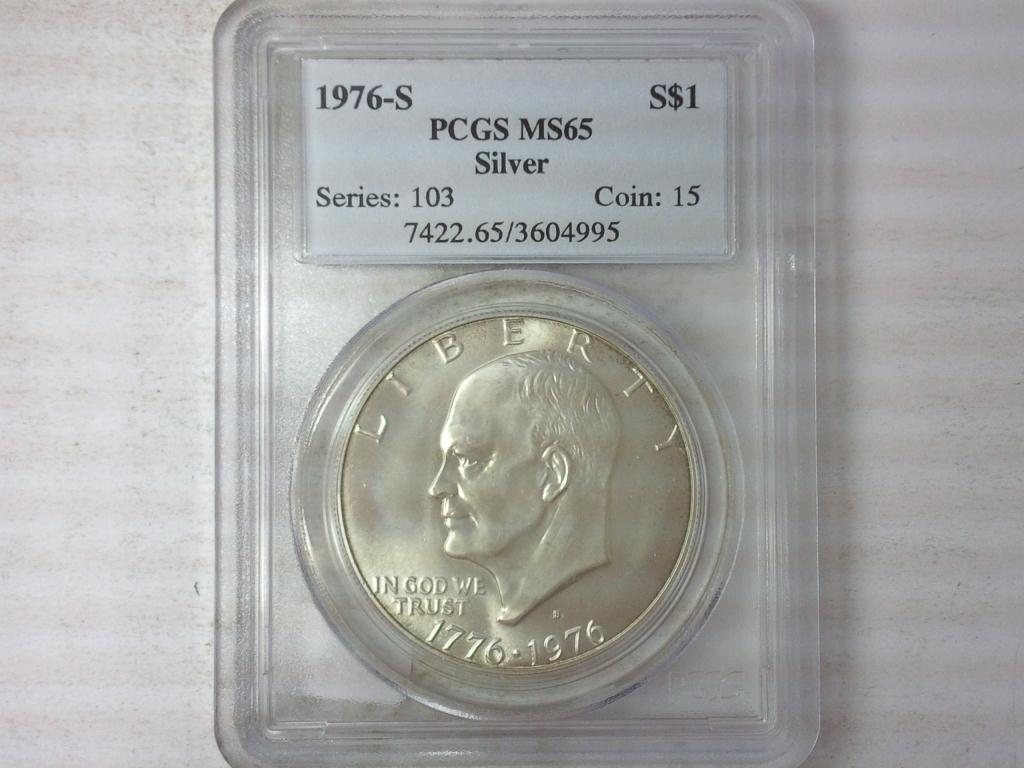 1976-S S$1
PCGS MS65
Silver
Series: 103 Coin: 15
7422.65/3604995
LIBERTY
IN GOD WE
TRUST
S
1776·1976
PCGS